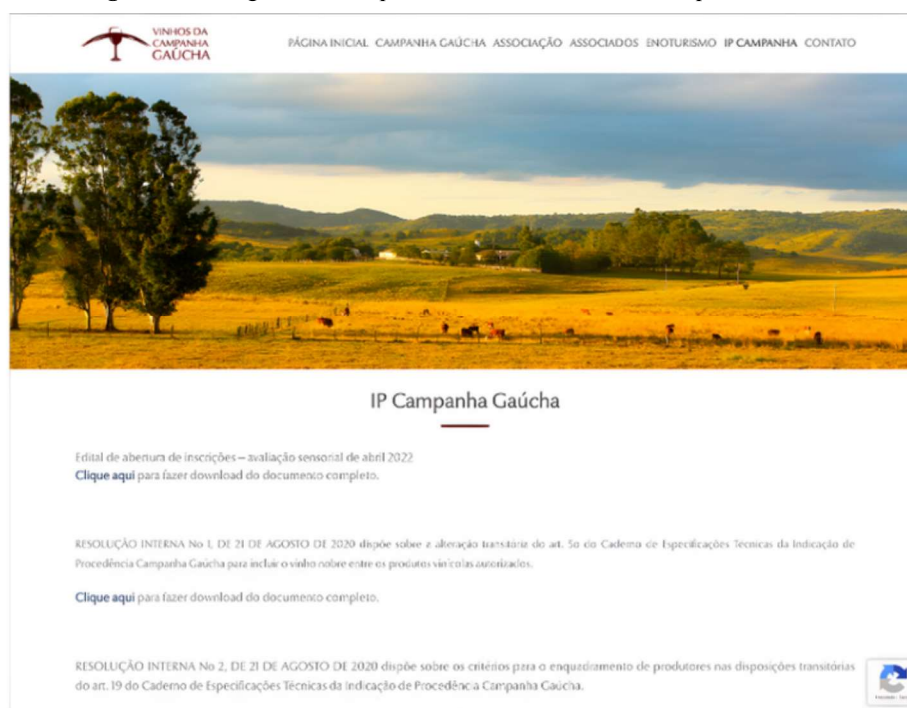 VINHOS DA
CAMPANHA
GAÚCHA
PÁGINA INICIAL CAMPANHA GAÚCHA ASSOCIAÇÃO ASSOCIADOS ENOTURISMO IP CAMPANHA CONTATO
IP Campanha Gaúcha
Edital de abertura de inscrições – avaliação sensorial de abril 2022
Clique aqui para fazer download do documento completo.
RESOLUÇÃO INTERNA No 1, DE 21 DE AGOSTO DE 2020 dispõe sobre a alteração transitória do art. 5o do Caderno de Especificações Técnicas da Indicação de
Procedência Campanha Gaúcha para incluir o vinho nobre entre os produtos vinícolas autorizados.
Clique aqui para fazer download do documento completo.
RESOLUÇÃO INTERNA No 2, DE 21 DE AGOSTO DE 2020 dispõe sobre os critérios para o enquadramento de produtores nas disposições transitórias
do art. 19 do Caderno de Especificações Técnicas da Indicação de Procedência Campanha Gaúcha.